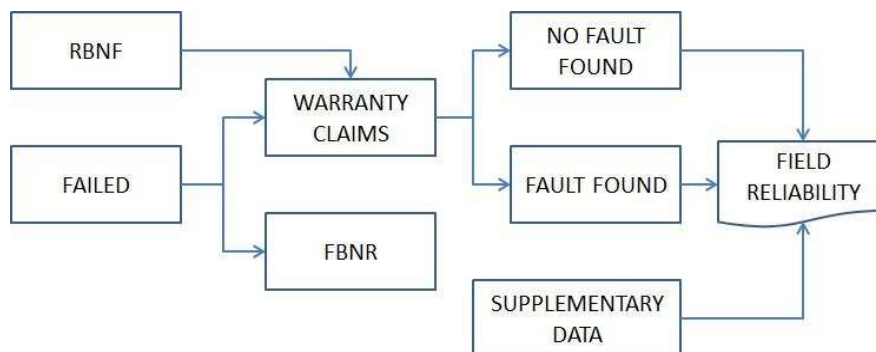 RBNF
NO FAULT
FOUND
WARRANTY
CLAIMS
FAILED
FAULT FOUND
FIELD
RELIABILITY
FBNR
SUPPLEMENTARY
DATA